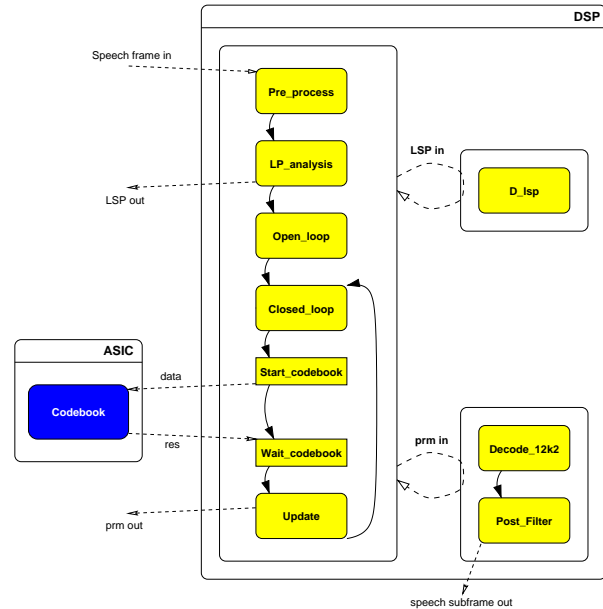 DSP
Speech frame in
Pre_process
LSP in
LP_analysis
D_lsp
LSP out
Open_loop
Closed_loop
ASIC
data
Start_codebook
Codebook
res
Wait_codebook
prm in
Decode_12k2
prm out
Update
Post_Filter
speech subframe out